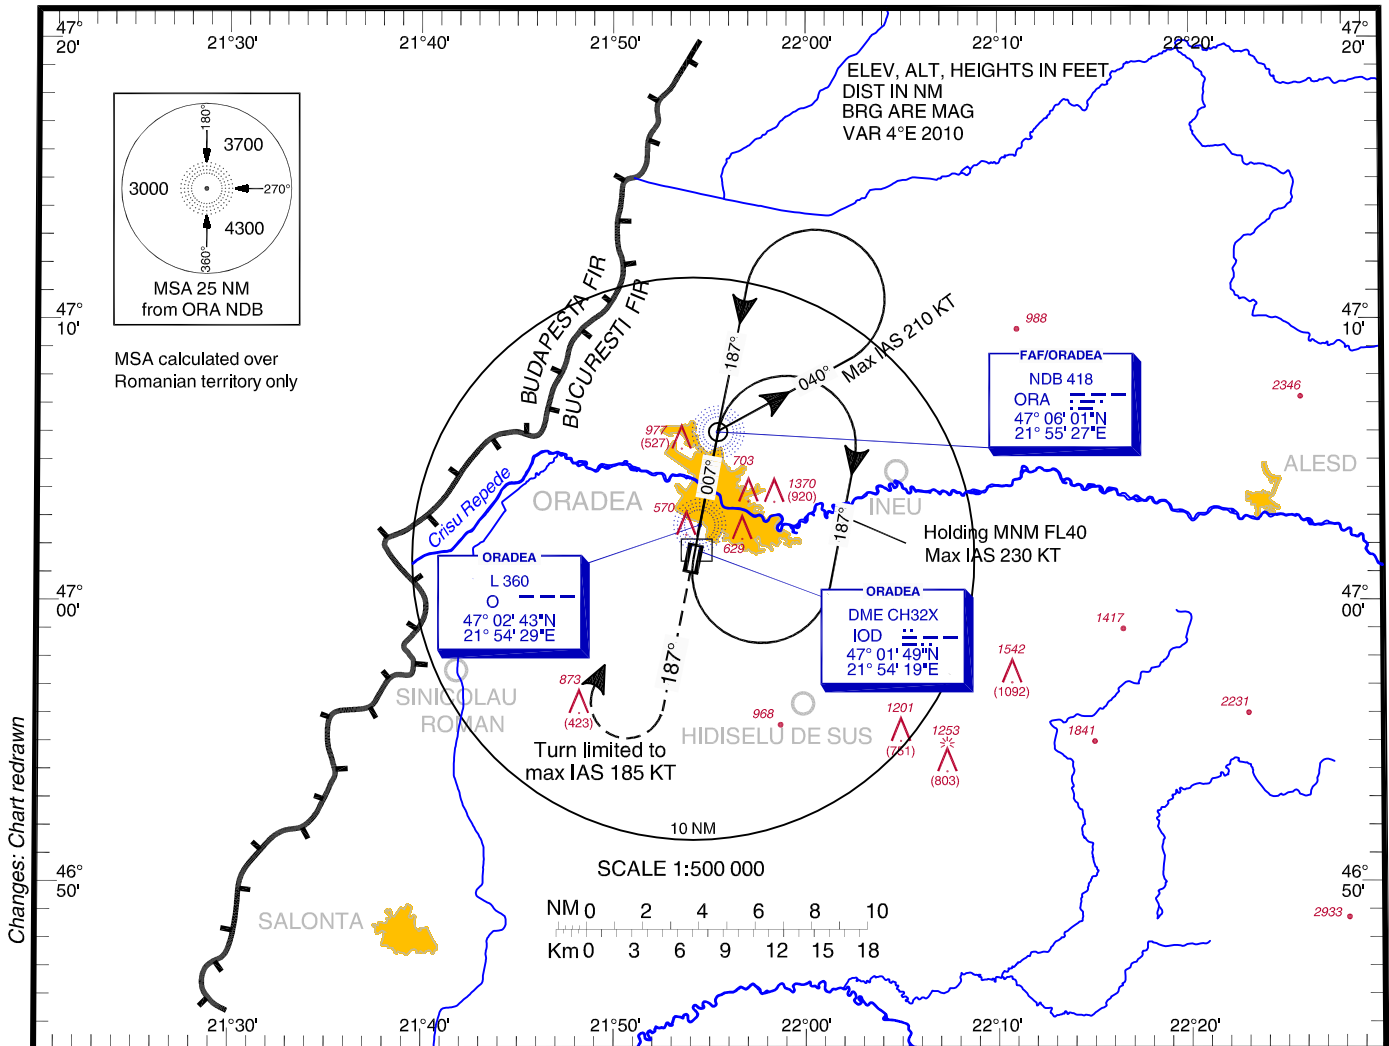 47°
20'
21°30'
21°40'
21°50'
22°00'
22°10'
22°20'
47°
20'
ELEV, ALT, HEIGHTS IN FEET
DIST IN NM
BRG ARE MAG
VAR 4°E 2010
180°
3700
3000
270°
4300
360°
MSA 25 NM
from ORA NDB
MSA calculated over
Romanian territory only
BUDAPESTA FIR
BUCURESTI FIR
47°
10'
47°
10'
187°
040°
Max IAS 210 KT
988
2346
FAF/ORADEA
NDB 418
ORA
47° 06' 01"N
21° 55' 27"E
977
(527)
007°
703
1370
(920)
570
629
ORADEA
Crisu Repede
INEU
ALESD
187°
Holding MNM FL40
Max IAS 230 KT
ORADEA
L 360
O
47° 02' 43"N
21° 54' 29"E
ORADEA
DME CH32X
IOD
47° 01' 49"N
21° 54' 19"E
47°
00'
47°
00'
1417
1542
(1092)
187°
873
(423)
SINICOLAU
ROMAN
968
HIDISELU DE SUS
1201
(751)
1253
(803)
2231
1841
Turn limited to
max IAS 185 KT
10 NM
SCALE 1:500 000
NM 0 2 4 6 8 10
Km 0 3 6 9 12 15 18
46°
50'
46°
50'
SALONTA
2933
Changes: Chart redrawn
21°30'
21°40'
21°50'
22°00'
22°10'
22°20'